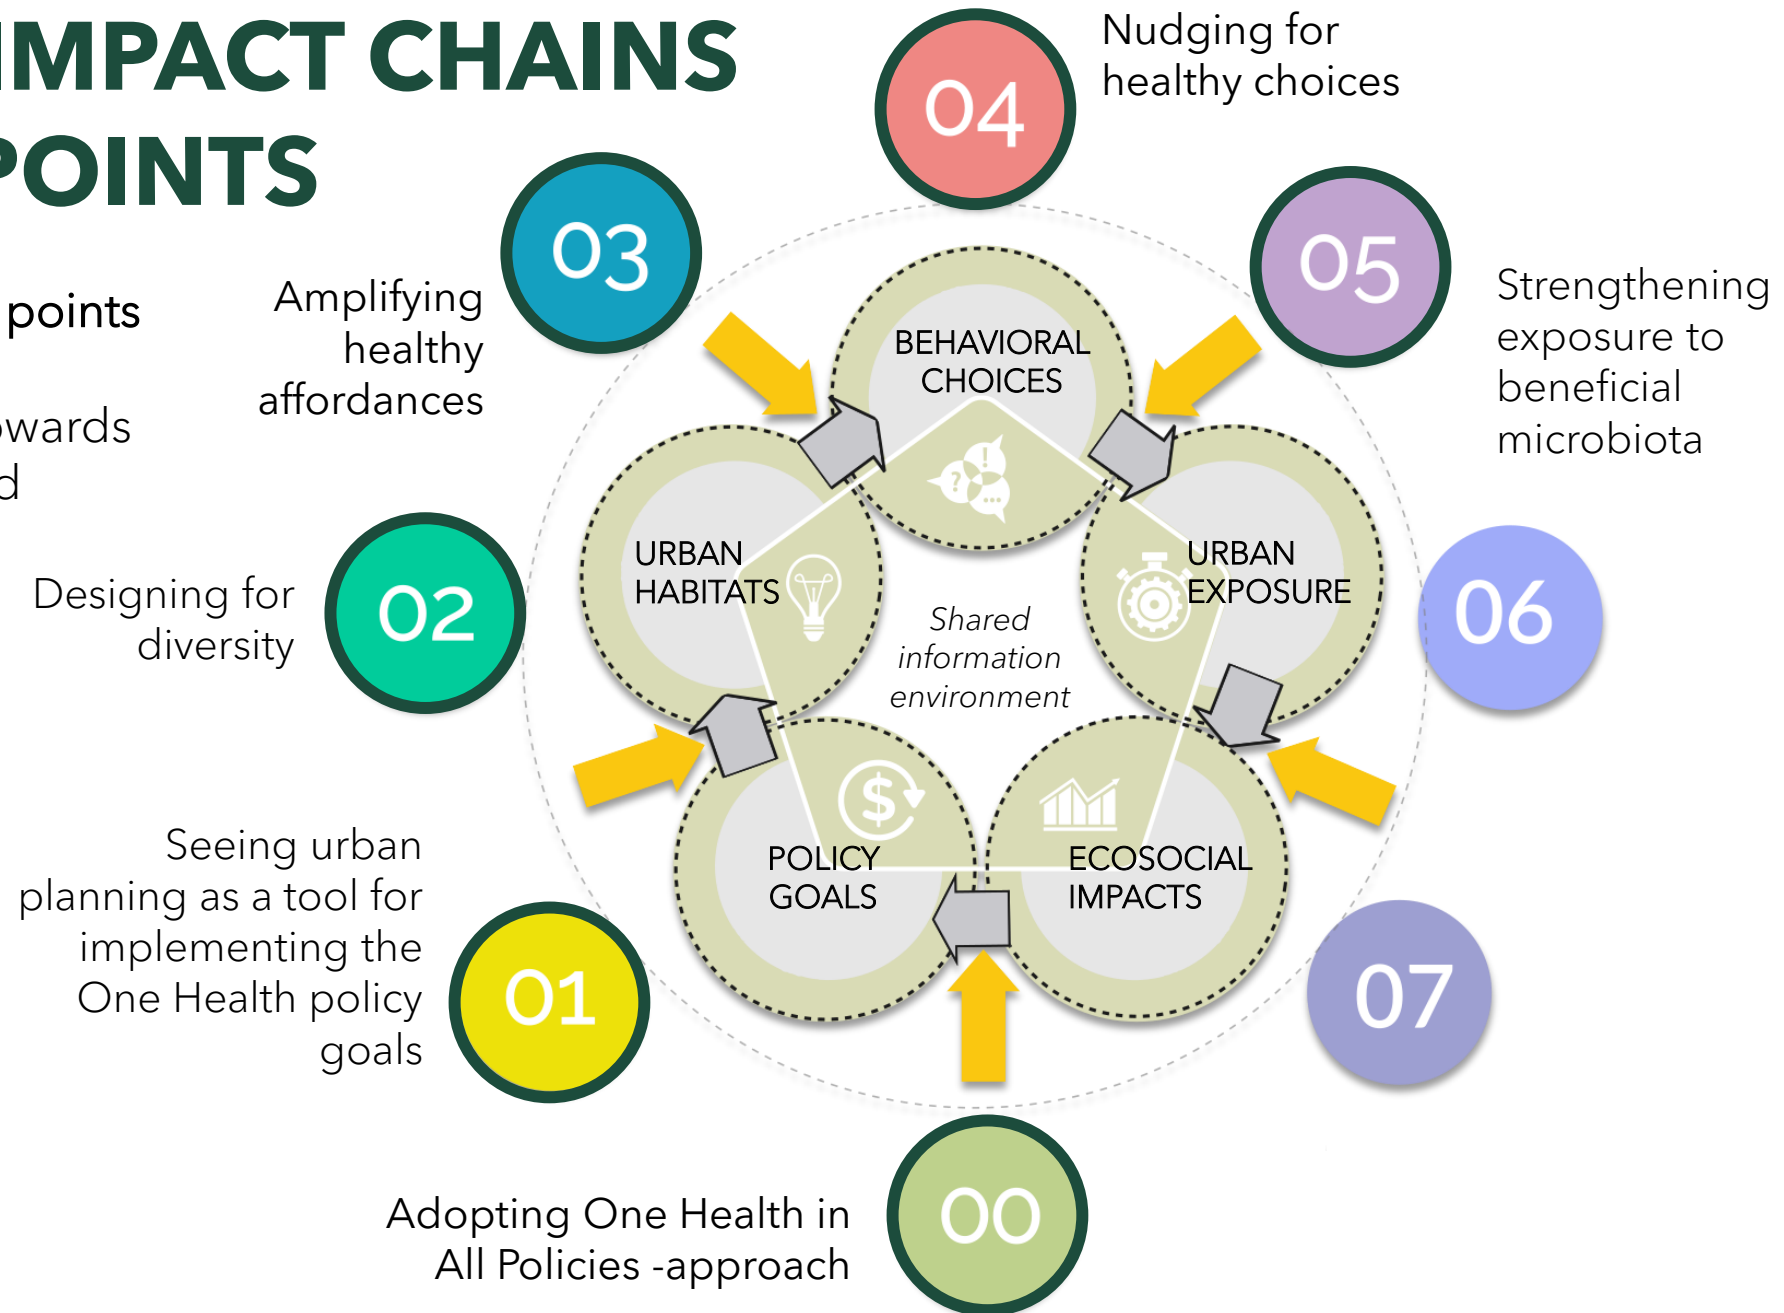 IMPACT CHAINS
POINTS
points
owards
d
04
Nudging for
healthy choices
03
Amplifying
healthy
affordances
05
Strengthening
exposure to
beneficial
microbiota
BEHAVIORAL
CHOICES
?
!
...
02
Designing for
diversity
URBAN
HABITATS
URBAN
EXPOSURE
06
Shared
information
environment
$
POLICY
GOALS
ECOSOCIAL
IMPACTS
01
Seeing urban
planning as a tool for
implementing the
One Health policy
goals
07
00
Adopting One Health in
All Policies -approach